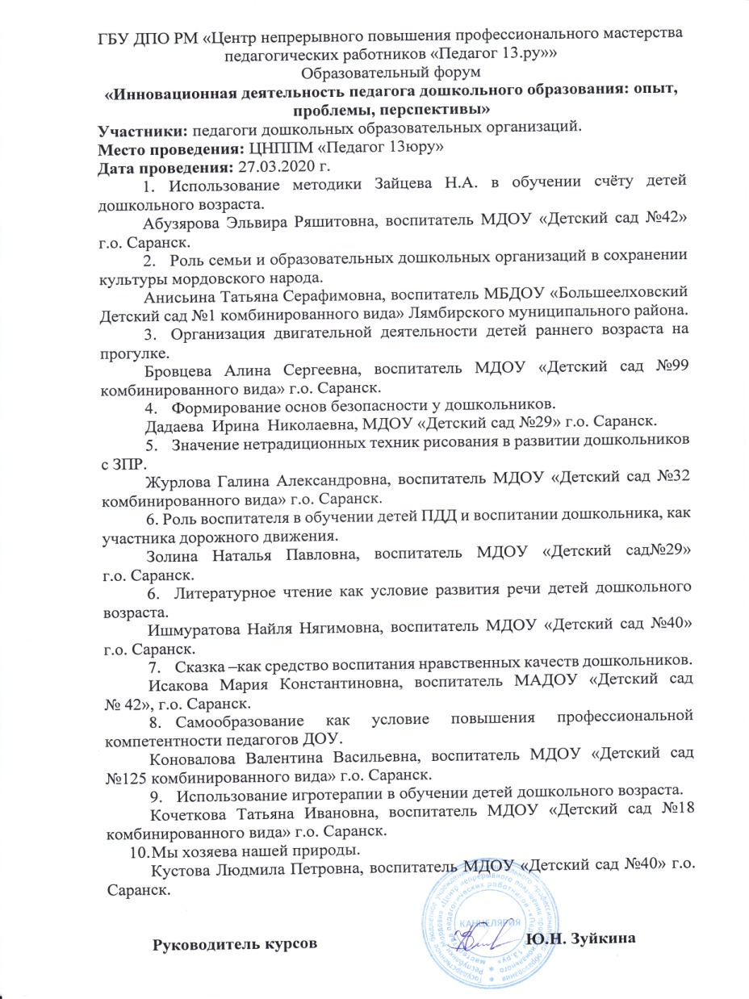 ГБУ ДПО РМ «Центр непрерывного повышения профессионального мастерства
педагогических работников «Педагог 13.ру»»
Образовательный форум
«Инновационная деятельность педагога дошкольного образования: опыт,
проблемы, перспективы»
Участники: педагоги дошкольных образовательных организаций.
Место проведения: ЦНППМ «Педагог 13юру»
Дата проведения: 27.03.2020 г.
1. Использование методики Зайцева Н.А. в обучении счёту детей
дошкольного возраста.
Абузярова Эльвира Ряшитовна, воспитатель МДОУ «Детский сад №42»
г.о. Саранск.
2. Роль семьи и образовательных дошкольных организаций в сохранении
культуры мордовского народа.
Анисьина Татьяна Серафимовна, воспитатель МБДОУ «Большеелховский
Детский сад №1 комбинированного вида» Лямбирского муниципального района.
3. Организация двигательной деятельности детей раннего возраста на
прогулке.
Бровцева Алина Сергеевна, воспитатель МДОУ «Детский сад №99
комбинированного вида» г.о. Саранск.
4. Формирование основ безопасности у дошкольников.
Дадаева Ирина Николаевна, МДОУ «Детский сад №29» г.о. Саранск.
5. Значение нетрадиционных техник рисования в развитии дошкольников
с ЗПР.
Журлова Галина Александровна, воспитатель МДОУ «Детский сад №32
комбинированного вида» г.о. Саранск.
6. Роль воспитателя в обучении детей ПДД и воспитании дошкольника, как
участника дорожного движения.
Золина Наталья Павловна, воспитатель МДОУ «Детский сад№29»
г.о. Саранск.
6. Литературное чтение как условие развития речи детей дошкольного
возраста.
Ишмуратова Найля Нягимовна, воспитатель МДОУ «Детский сад №40»
г.о. Саранск.
7. Сказка –как средство воспитания нравственных качеств дошкольников.
Исакова Мария Константиновна, воспитатель МАДОУ «Детский сад
№ 42», г.о. Саранск.
8. Самообразование как условие повышения профессиональной
компетентности педагогов ДОУ.
Коновалова Валентина Васильевна, воспитатель МДОУ «Детский сад
№125 комбинированного вида» г.о. Саранск.
9. Использование игротерапии в обучении детей дошкольного возраста.
Кочеткова Татьяна Ивановна, воспитатель МДОУ «Детский сад №18
комбинированного вида» г.о. Саранск.
10.Мы хозяева нашей природы.
Кустова Людмила Петровна, воспитатель МДОУ «Детский сад №40» г.о.
Саранск.
КАНЦЕЛЯРИЯ
Руководитель курсов Ю.Н. Зуйкина